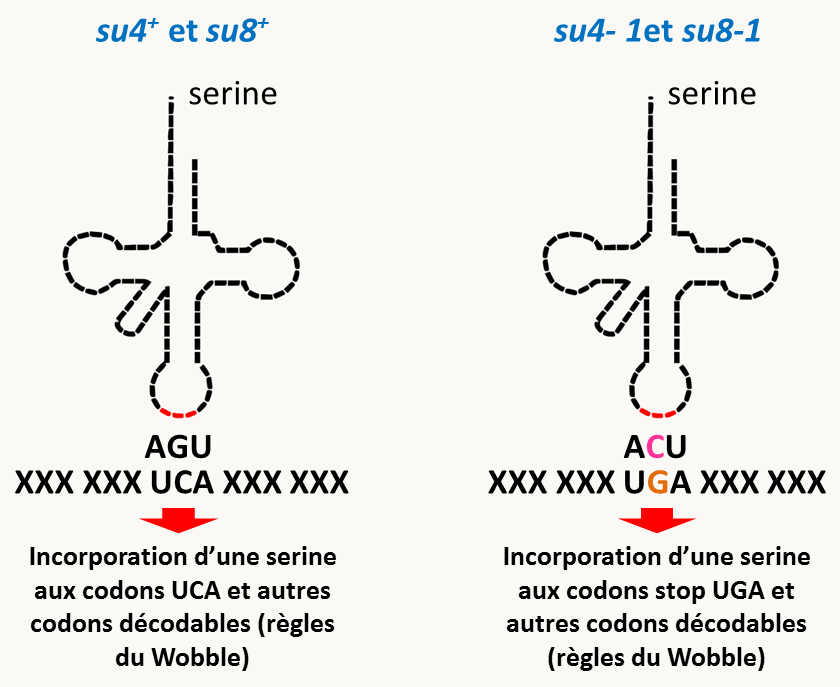 su4+ et su8+
serine
AGU
XXX XXX UCA XXX XXX
Incorporation d’une serine
aux codons UCA et autres
codons décodables (règles
du Wobble)
su4- 1et su8-1
serine
ACU
XXX XXX UGA XXX XXX
Incorporation d’une serine
aux codons stop UGA et
autres codons décodables
(règles du Wobble)